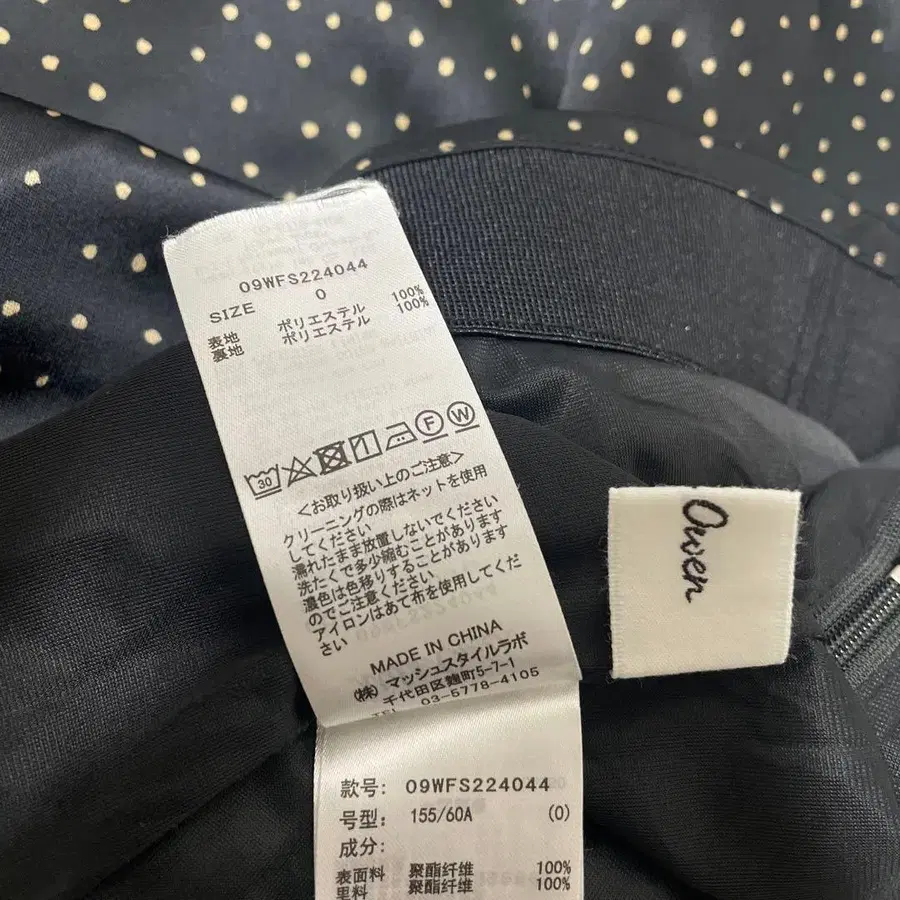 09WFS224044
SIZE 0
表地 ポリエステル 100%
裏地 ポリエステル 100%
30 F W
<お取り扱い上のご注意>
クリーニングの際はネットを使用
してください
濡れたまま放置しないでください
洗たくで多少縮むことがあります
濃色は色移りすることがあります
のでご注意ください
アイロンはあて布を使用してくだ
さい
MADE IN CHINA
(株) マッシュスタイルラボ
千代田区麹町5-7-1
TEL 03-5778-4105
Owen
款号: 09WFS224044
号型: 155/60A (0)
成分:
表面料 聚酯纤维 100%
里料 聚酯纤维 100%